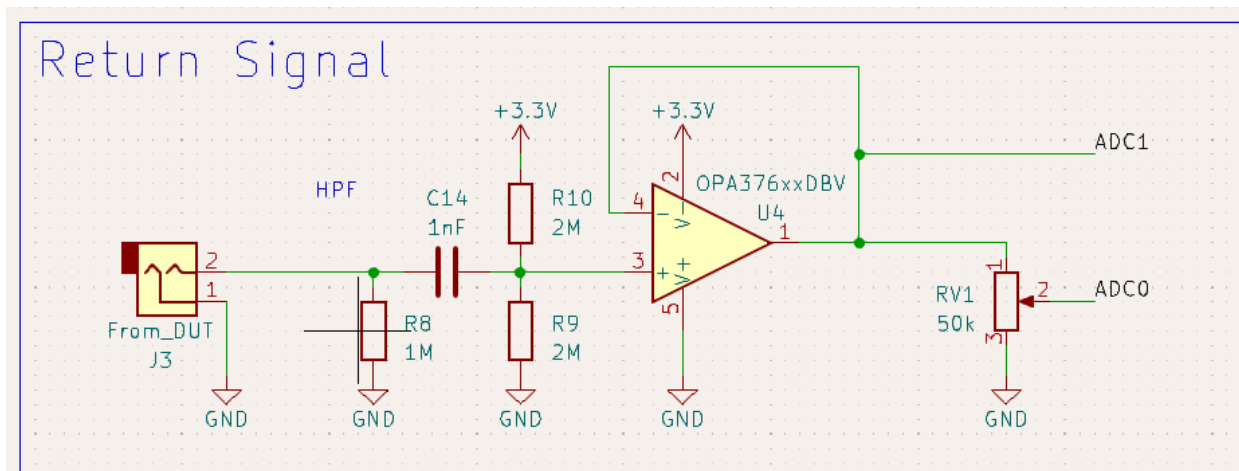 Return Signal
+3.3V
+3.3V
ADC1
HPF
C14
1nF
R10
2M
OPA376xxDBV
U4
2
V-
4
-
1
3
+
V+
5
2
1
From_DUT
J3
R8
1M
R9
2M
1
RV1
50k
2
3
ADC0
GND
GND
GND
GND
GND